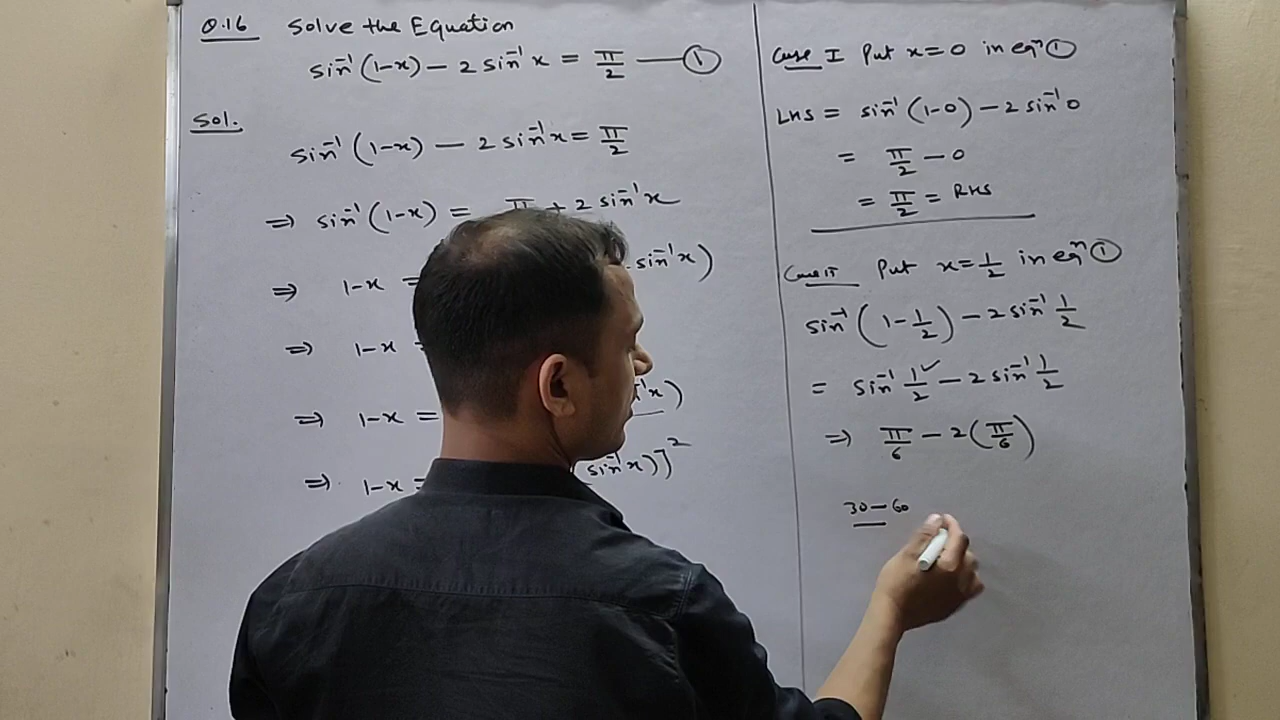 Q.16 Solve the Equation
sin⁻¹(1-x) - 2 sin⁻¹x = π/2 — ①
Sol.
sin⁻¹(1-x) - 2 sin⁻¹x = π/2
⇒ sin⁻¹(1-x) = π + 2 sin⁻¹x
⇒ 1-x = sin⁻¹x)
⇒ 1-x
⇒ 1-x = x)
⇒ 1-x = sin⁻¹x)]²
Case I Put x=0 in eqⁿ ①
LHS = sin⁻¹(1-0) - 2 sin⁻¹0
= π/2 - 0
= π/2 = RHS
Case II Put x=1/2 in eqⁿ ①
sin⁻¹(1-1/2) - 2 sin⁻¹ 1/2
= sin⁻¹ 1/2 ✓ - 2 sin⁻¹ 1/2
⇒ π/6 - 2(π/6)
30-60